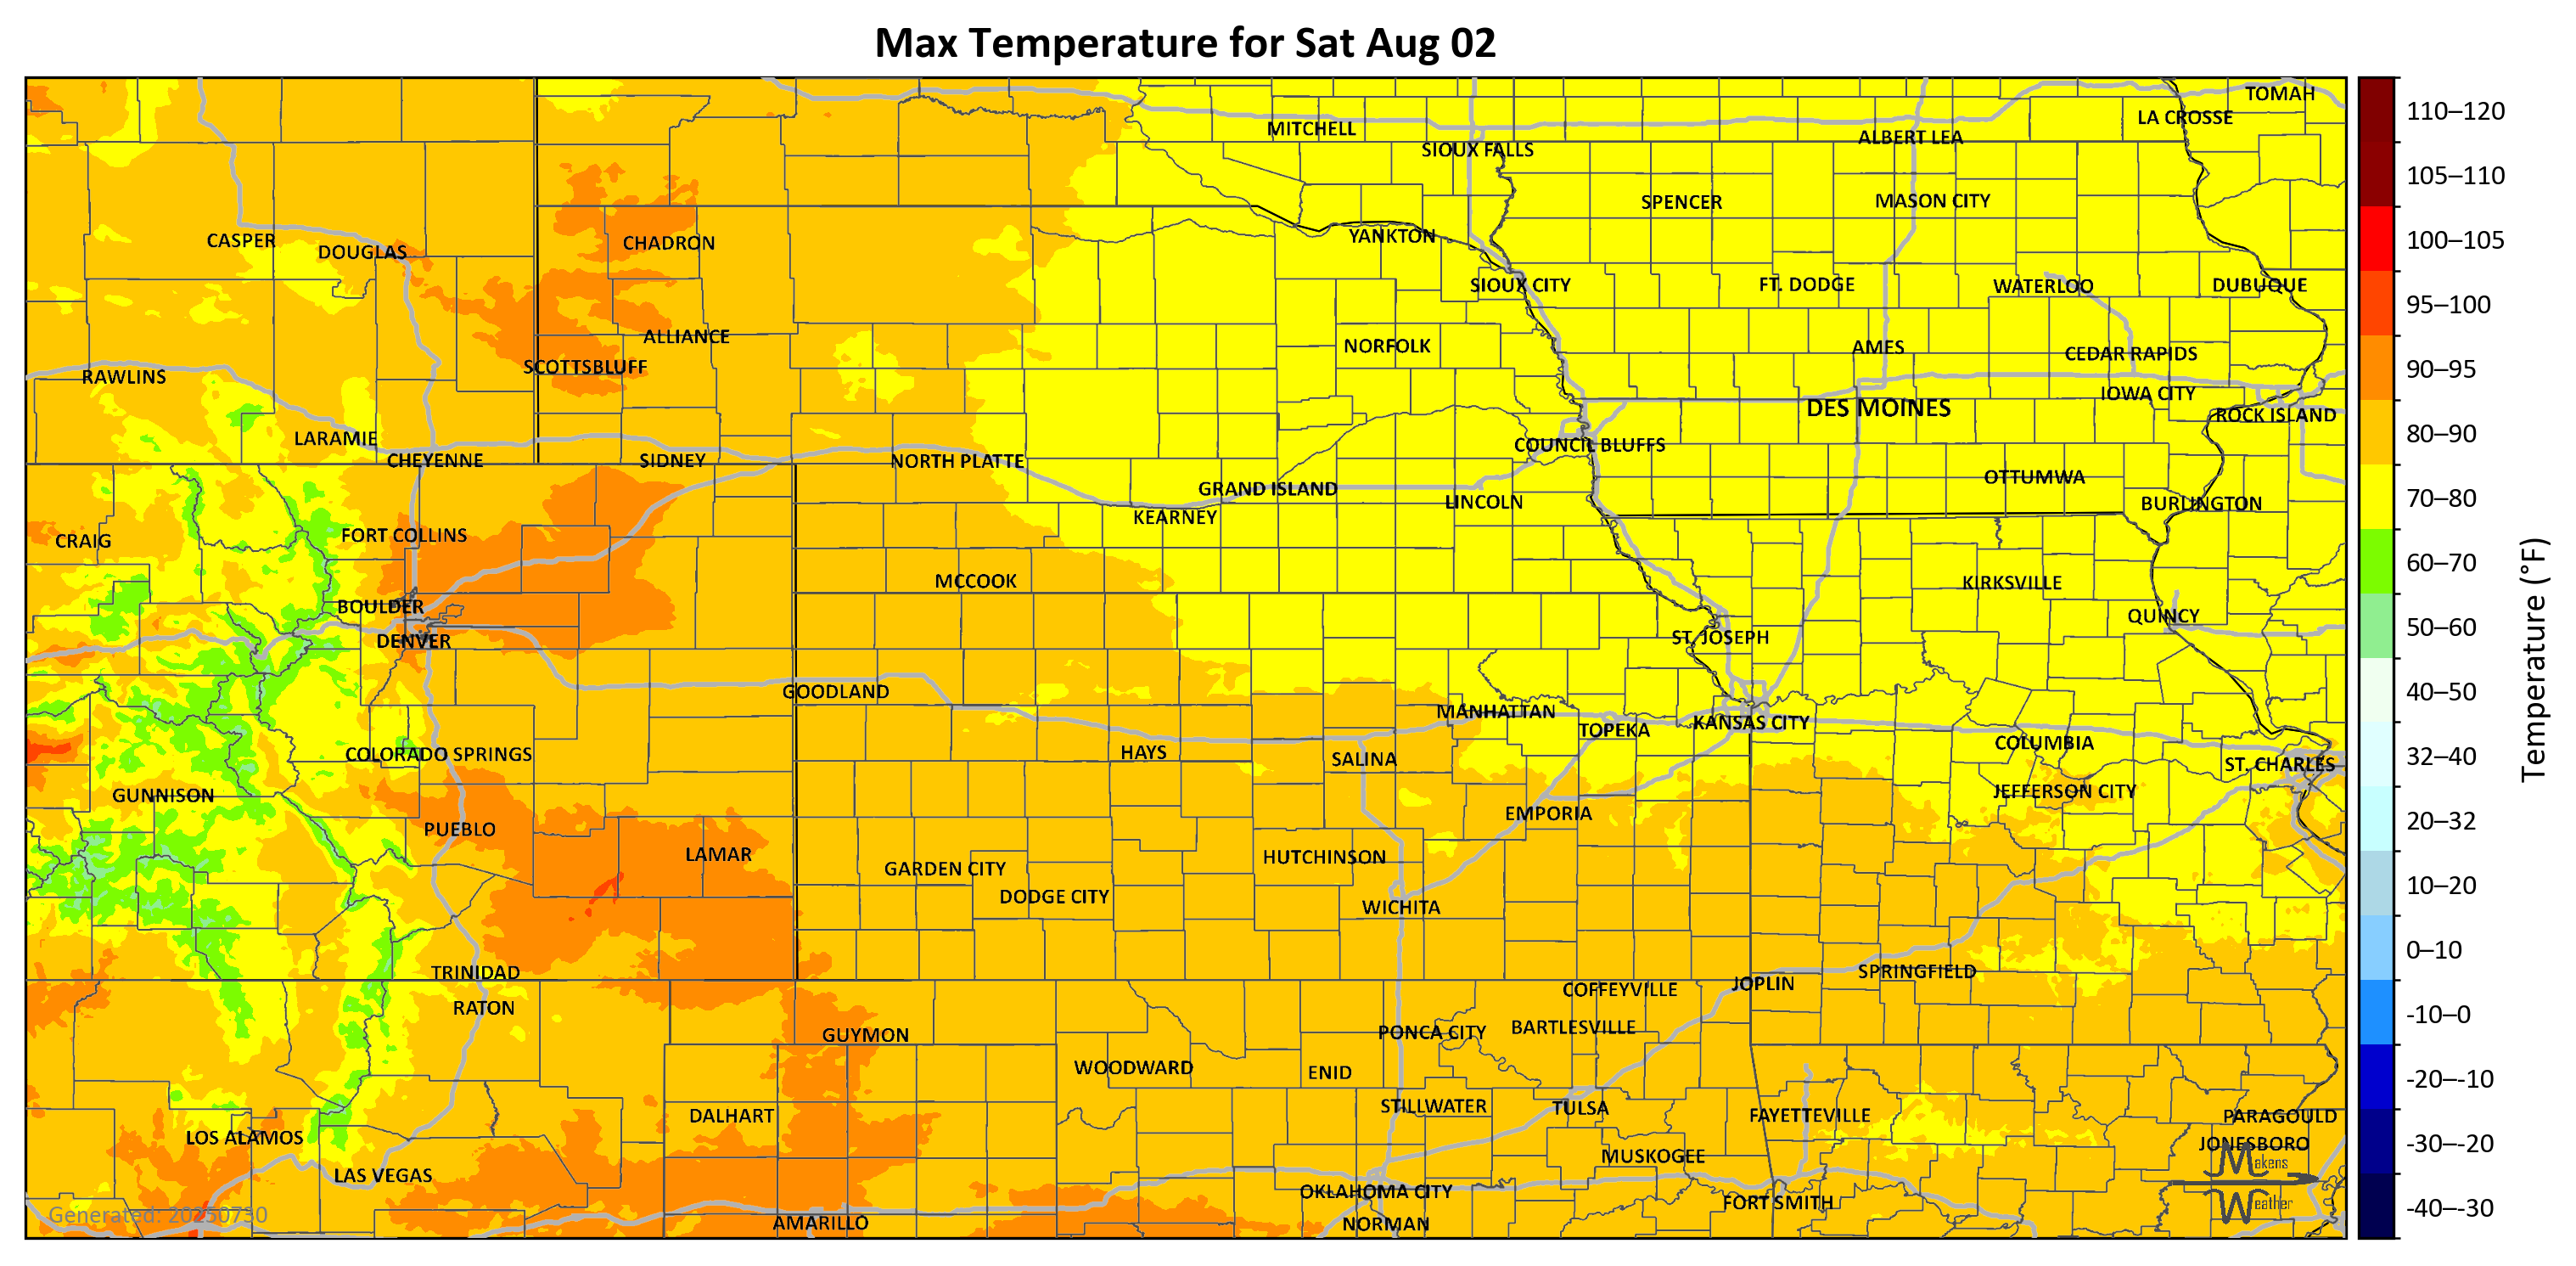 Max Temperature for Sat Aug 02
TOMAH
LA CROSSE
MITCHELL
ALBERT LEA
SIOUX FALLS
SPENCER
MASON CITY
CASPER
DOUGLAS
CHADRON
YANKTON
SIOUX CITY
FT. DODGE
WATERLOO
DUBUQUE
ALLIANCE
NORFOLK
AMES
CEDAR RAPIDS
SCOTTSBLUFF
RAWLINS
IOWA CITY
DES MOINES
ROCK ISLAND
LARAMIE
COUNCIL BLUFFS
CHEYENNE
SIDNEY
NORTH PLATTE
OTTUMWA
GRAND ISLAND
LINCOLN
BURLINGTON
KEARNEY
FORT COLLINS
CRAIG
MCCOOK
KIRKSVILLE
BOULDER
QUINCY
DENVER
ST. JOSEPH
GOODLAND
MANHATTAN
KANSAS CITY
TOPEKA
COLUMBIA
HAYS
COLORADO SPRINGS
SALINA
ST. CHARLES
GUNNISON
JEFFERSON CITY
EMPORIA
PUEBLO
LAMAR
HUTCHINSON
GARDEN CITY
DODGE CITY
WICHITA
TRINIDAD
SPRINGFIELD
JOPLIN
COFFEYVILLE
RATON
BARTLESVILLE
PONCA CITY
GUYMON
WOODWARD
ENID
STILLWATER
TULSA
DALHART
FAYETTEVILLE
PARAGOULD
LOS ALAMOS
JONESBORO
MUSKOGEE
Makens
LAS VEGAS
OKLAHOMA CITY
FORT SMITH
Weather
Generated: 20250730
AMARILLO
NORMAN
110–120
105–110
100–105
95–100
90–95
80–90
70–80
60–70
50–60
40–50
32–40
20–32
10–20
0–10
-10–0
-20–-10
-30–-20
-40–-30
Temperature (°F)